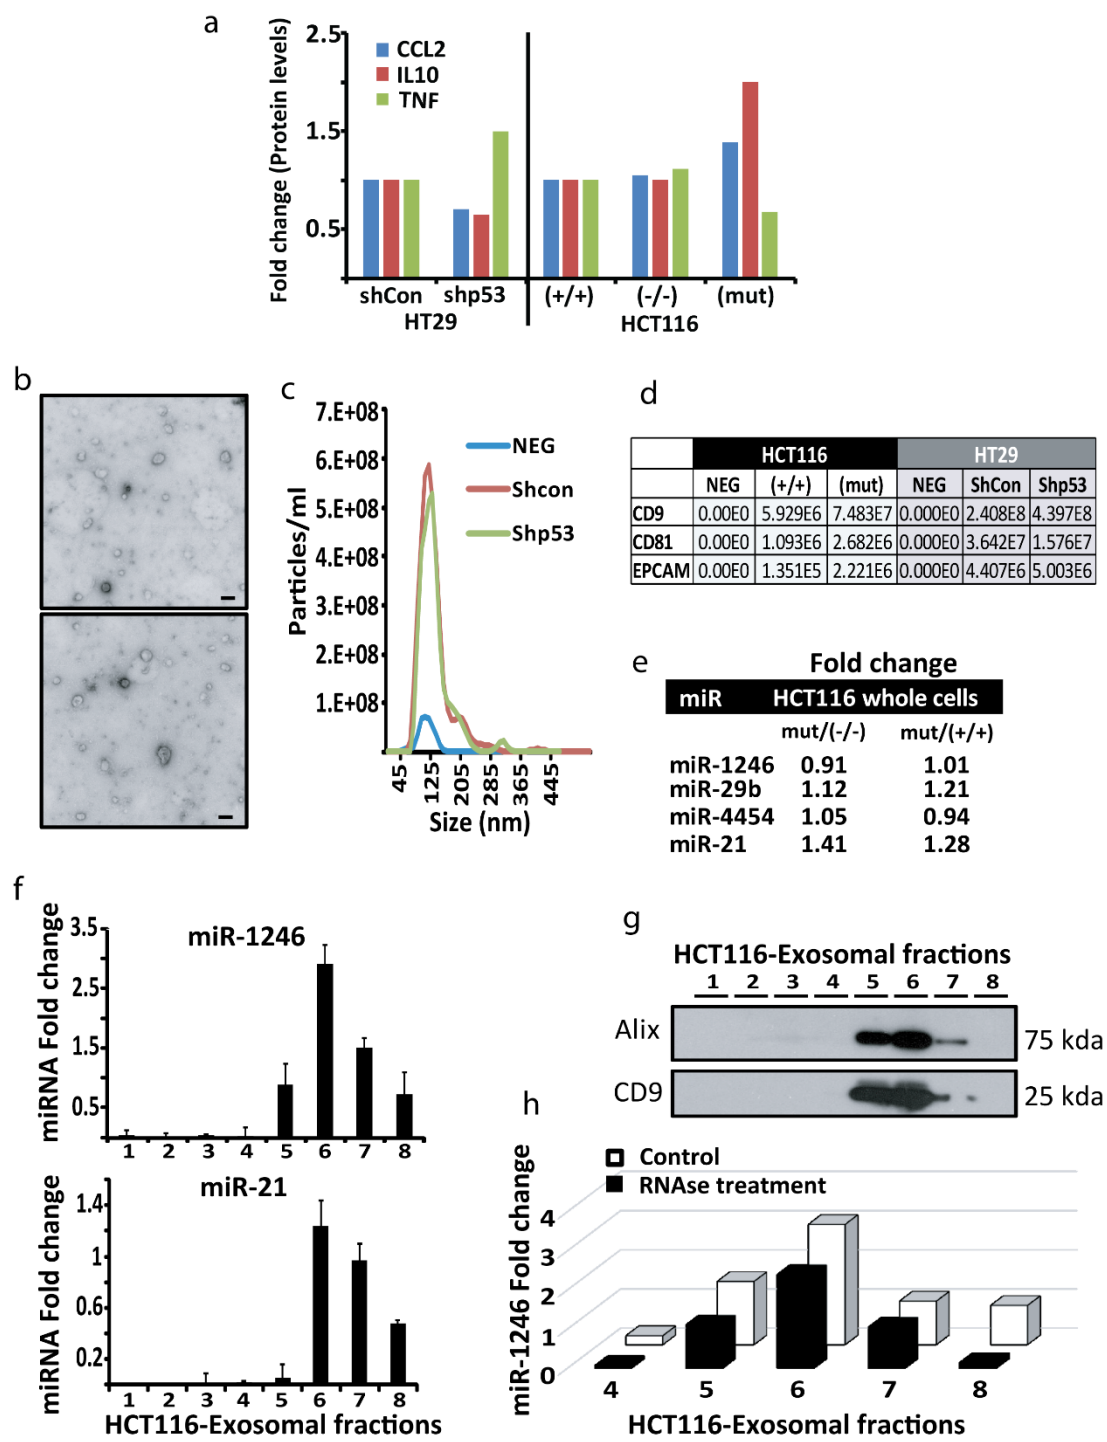 a
Fold change (Protein levels)
2.5
1.5
0.5
CCL2
IL10
TNF
shCon shp53 (+/+) (-/-) (mut)
HT29 HCT116
b
c
Particles/ml
7.E+08
6.E+08
5.E+08
4.E+08
3.E+08
2.E+08
1.E+08
NEG
Shcon
Shp53
45 125 205 285 365 445
Size (nm)
d
HCT116 HT29
NEG (+/+) (mut) NEG ShCon Shp53
CD9 0.00E0 5.929E6 7.483E7 0.000E0 2.408E8 4.397E8
CD81 0.00E0 1.093E6 2.682E6 0.000E0 3.642E7 1.576E7
EPCAM 0.00E0 1.351E5 2.221E6 0.000E0 4.407E6 5.003E6
e
Fold change
miR HCT116 whole cells
mut/(-/-) mut/(+/+)
miR-1246 0.91 1.01
miR-29b 1.12 1.21
miR-4454 1.05 0.94
miR-21 1.41 1.28
f
miRNA Fold change
3.5
2.5
1.5
0.5
miR-1246
1 2 3 4 5 6 7 8
miRNA Fold change
1.4
1
0.6
0.2
miR-21
1 2 3 4 5 6 7 8
HCT116-Exosomal fractions
g
HCT116-Exosomal fractions
1 2 3 4 5 6 7 8
Alix 75 kda
CD9 25 kda
h
miR-1246 Fold change
Control
RNAse treatment
4
3
2
1
0
4 5 6 7 8
HCT116-Exosomal fractions